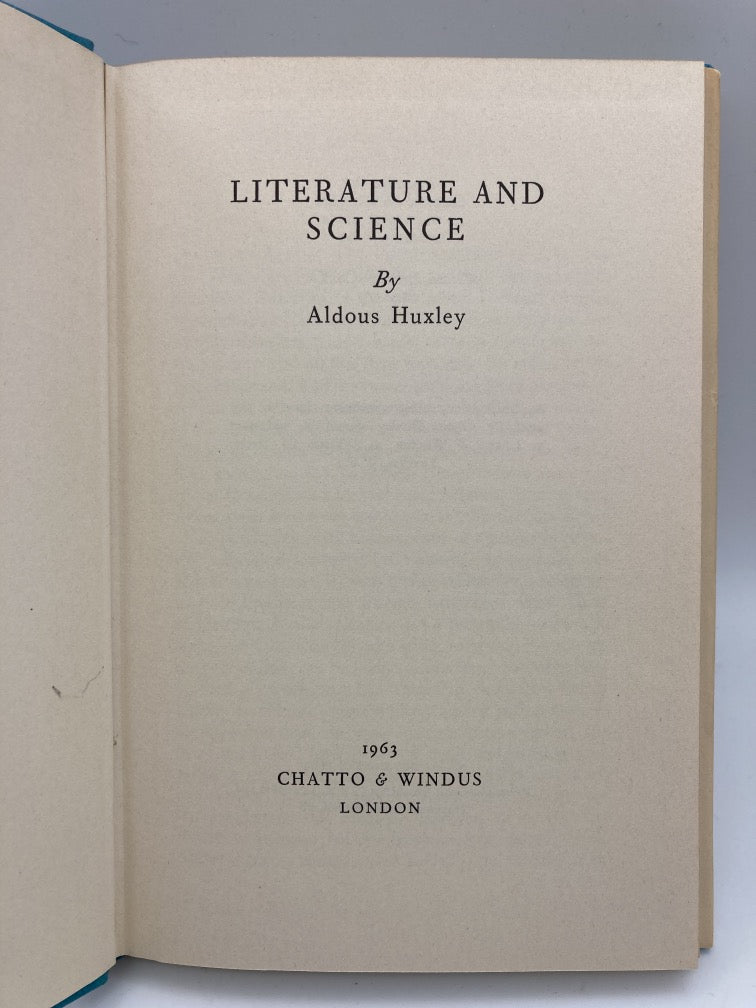 LITERATURE AND
SCIENCE
By
Aldous Huxley
1963
CHATTO & WINDUS
LONDON